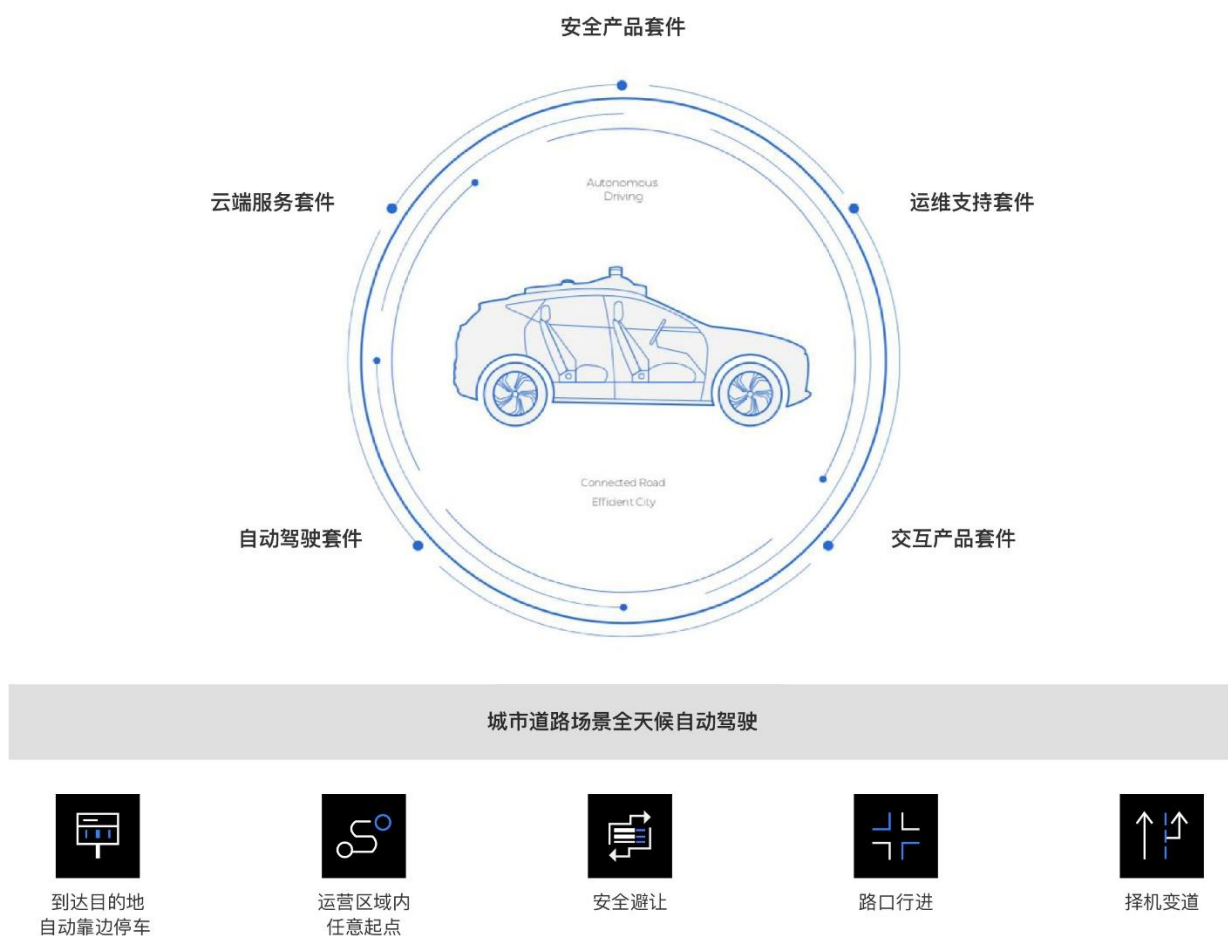 安全产品套件
云端服务套件
Autonomous
Driving
运维支持套件
Connected Road
Efficient City
自动驾驶套件
交互产品套件
城市道路场景全天候自动驾驶
到达目的地
自动靠边停车
运营区域内
任意起点
安全避让
路口行进
择机变道